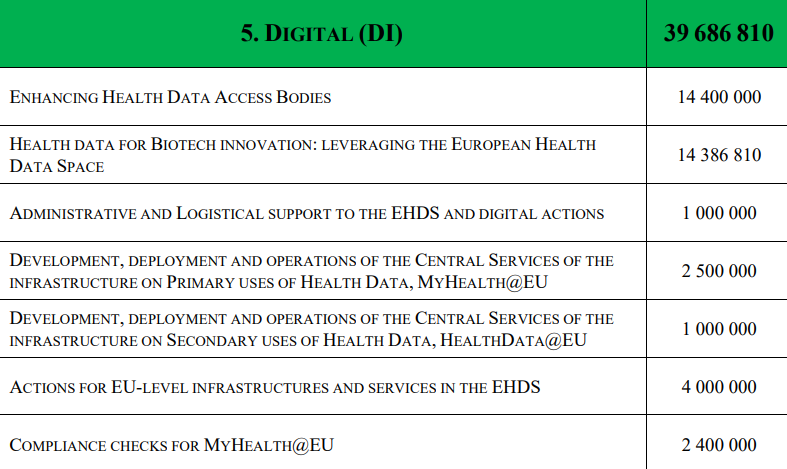 5. DIGITAL (DI) 39 686 810
ENHANCING HEALTH DATA ACCESS BODIES 14 400 000
HEALTH DATA FOR BIOTECH INNOVATION: LEVERAGING THE EUROPEAN HEALTH
DATA SPACE 14 386 810
ADMINISTRATIVE AND LOGISTICAL SUPPORT TO THE EHDS AND DIGITAL ACTIONS 1 000 000
DEVELOPMENT, DEPLOYMENT AND OPERATIONS OF THE CENTRAL SERVICES OF THE
INFRASTRUCTURE ON PRIMARY USES OF HEALTH DATA, MYHEALTH@EU 2 500 000
DEVELOPMENT, DEPLOYMENT AND OPERATIONS OF THE CENTRAL SERVICES OF THE
INFRASTRUCTURE ON SECONDARY USES OF HEALTH DATA, HEALTHDATA@EU 1 000 000
ACTIONS FOR EU-LEVEL INFRASTRUCTURES AND SERVICES IN THE EHDS 4 000 000
COMPLIANCE CHECKS FOR MYHEALTH@EU 2 400 000